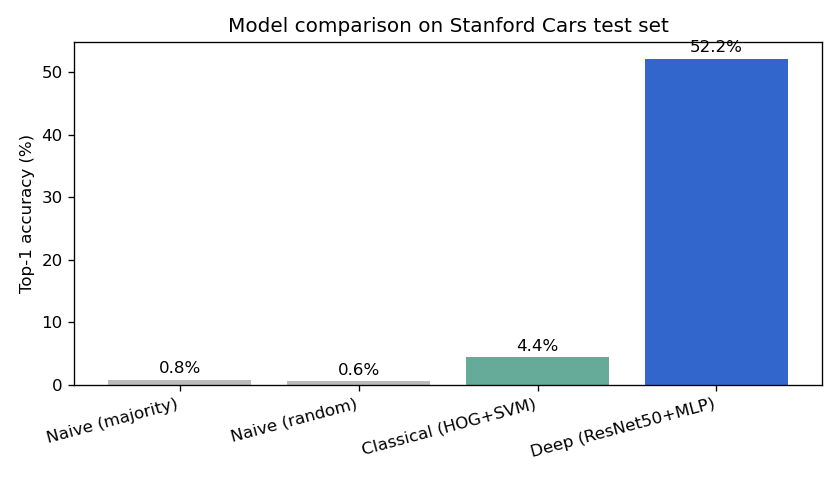 Model comparison on Stanford Cars test set
Top-1 accuracy (%)
50
40
30
20
10
0
0.8%
0.6%
4.4%
52.2%
Naive (majority)
Naive (random)
Classical (HOG+SVM)
Deep (ResNet50+MLP)